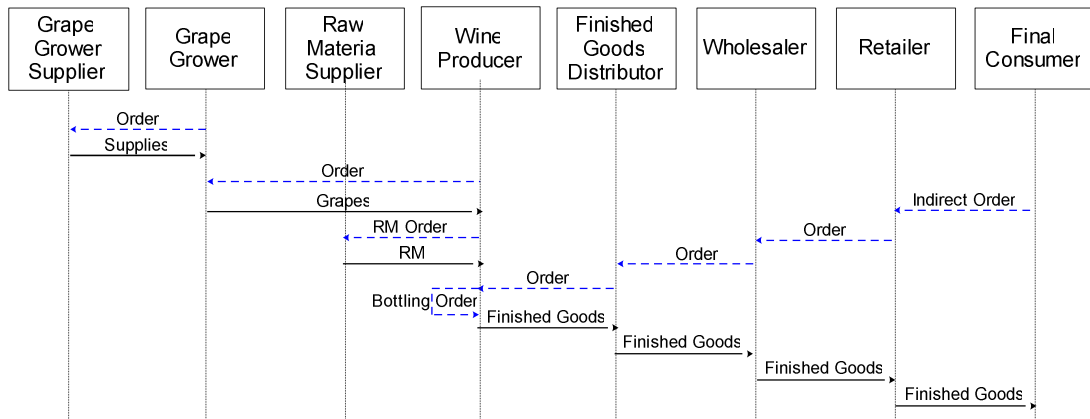 Grape
Grower
Supplier
Grape
Grower
Raw
Materia
Supplier
Wine
Producer
Finished
Goods
Distributor
Wholesaler
Retailer
Final
Consumer
Order
Supplies
Order
Grapes
Indirect Order
RM Order
Order
RM
Order
Order
Bottling Order
Finished Goods
Finished Goods
Finished Goods
Finished Goods